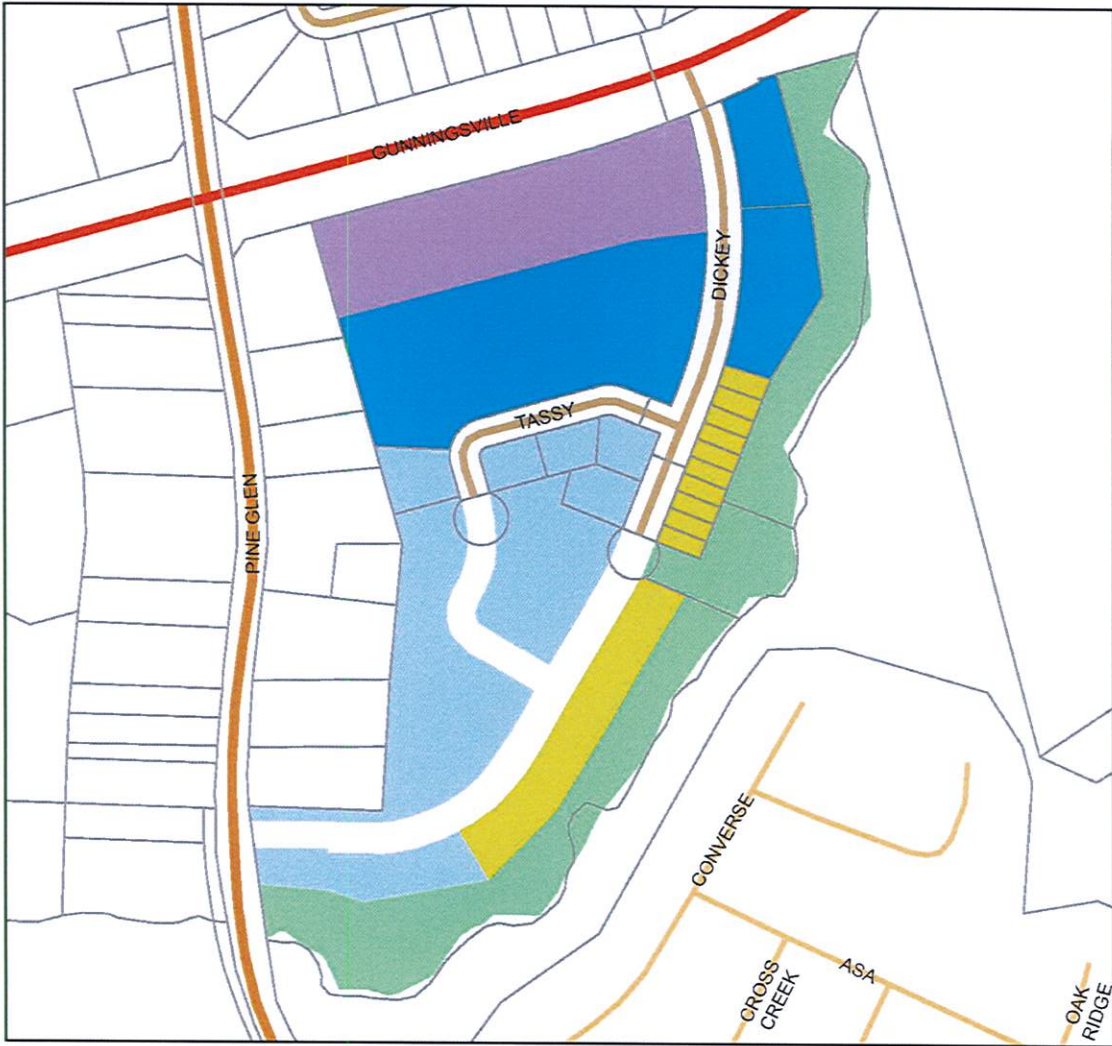 GUNNINGSVILLE
DICKEY
TASSY
PINE GLEN
CONVERSE
ASA
CROSS
CREEK
OAK
RIDGE